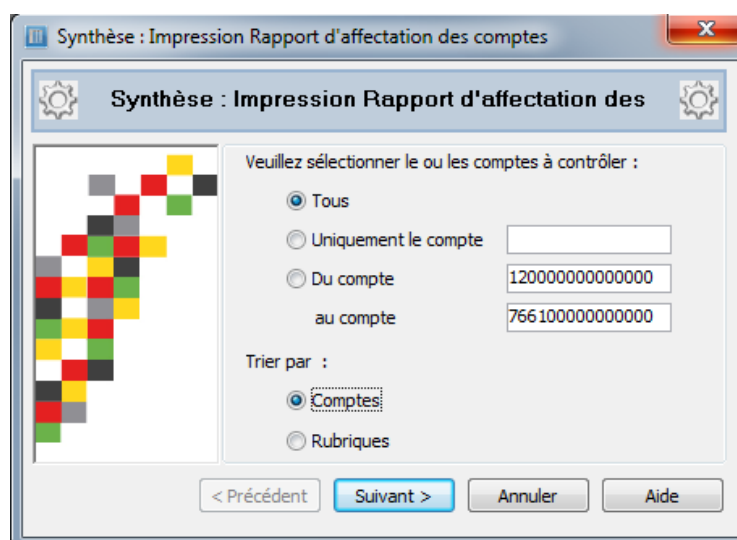 Synthèse : Impression Rapport d'affectation des comptes
Synthèse : Impression Rapport d'affectation des
Veuillez sélectionner le ou les comptes à contrôler :
Tous
Uniquement le compte
Du compte 120000000000000
au compte 766100000000000
Trier par :
Comptes
Rubriques
< Précédent Suivant > Annuler Aide